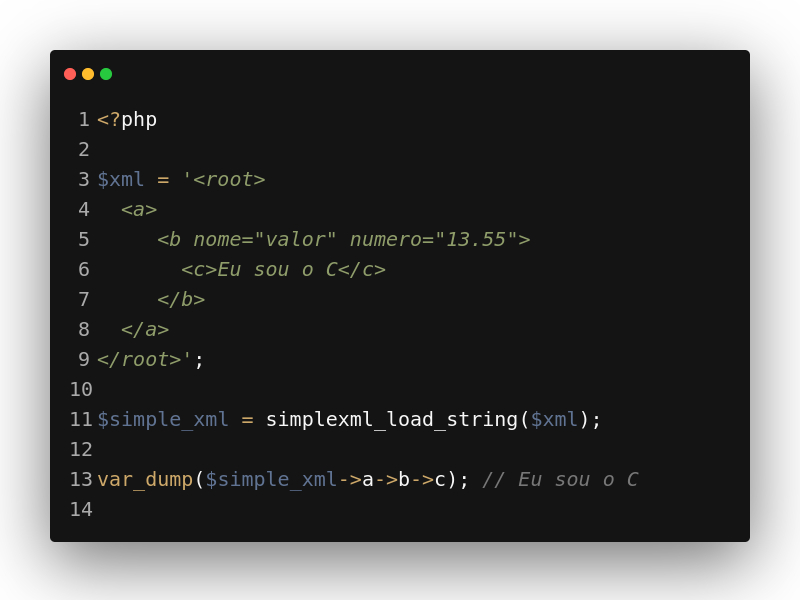 1 <?php
2
3 $xml = '<root>
4   <a>
5      <b nome="valor" numero="13.55">
6        <c>Eu sou o C</c>
7      </b>
8   </a>
9 </root>';
10
11 $simple_xml = simplexml_load_string($xml);
12
13 var_dump($simple_xml->a->b->c); // Eu sou o C
14